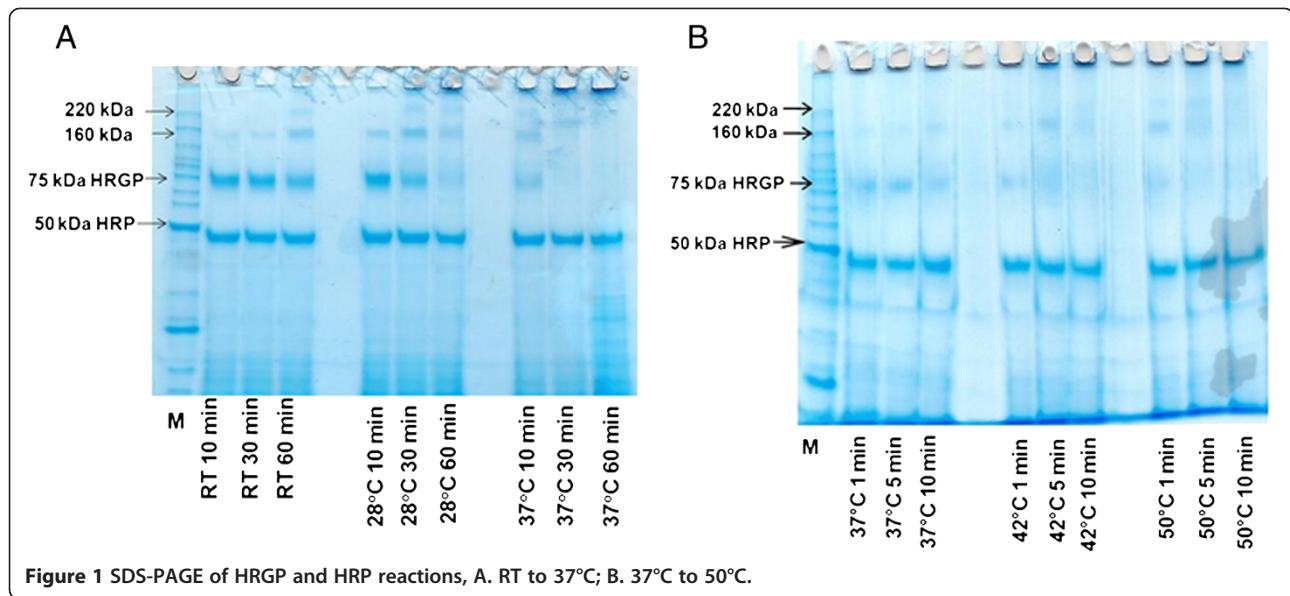 A
220 kDa
160 kDa
75 kDa HRGP
50 kDa HRP
M
RT 10 min
RT 30 min
RT 60 min
28°C 10 min
28°C 30 min
28°C 60 min
37°C 10 min
37°C 30 min
37°C 60 min
B
220 kDa
160 kDa
75 kDa HRGP
50 kDa HRP
M
37°C 1 min
37°C 5 min
37°C 10 min
42°C 1 min
42°C 5 min
42°C 10 min
50°C 1 min
50°C 5 min
50°C 10 min
Figure 1 SDS-PAGE of HRGP and HRP reactions, A. RT to 37°C; B. 37°C to 50°C.